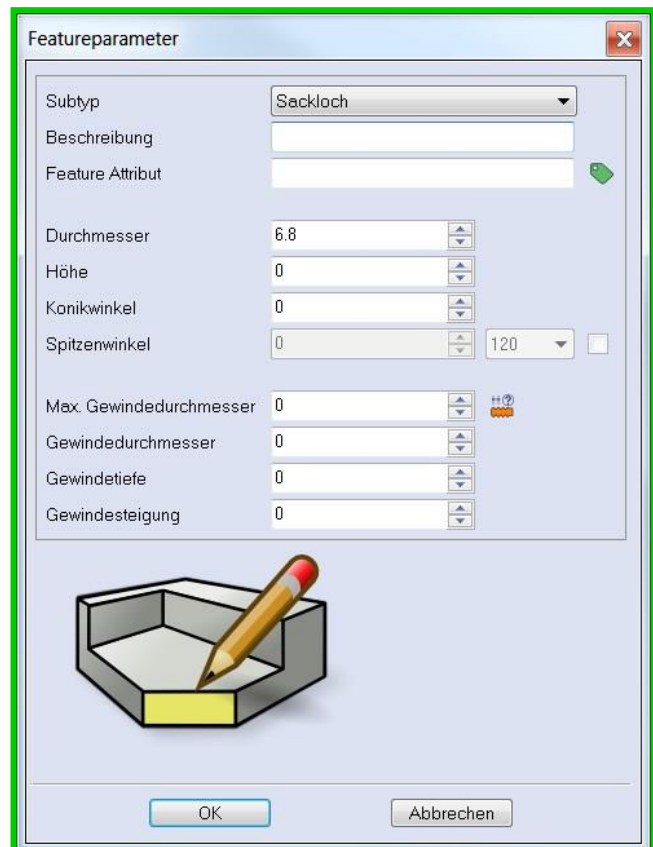 Featureparameter
Subtyp Sackloch
Beschreibung
Feature Attribut
Durchmesser 6.8
Höhe 0
Konikwinkel 0
Spitzenwinkel 0 120
Max. Gewindedurchmesser 0
Gewindedurchmesser 0
Gewindetiefe 0
Gewindesteigung 0
OK Abbrechen